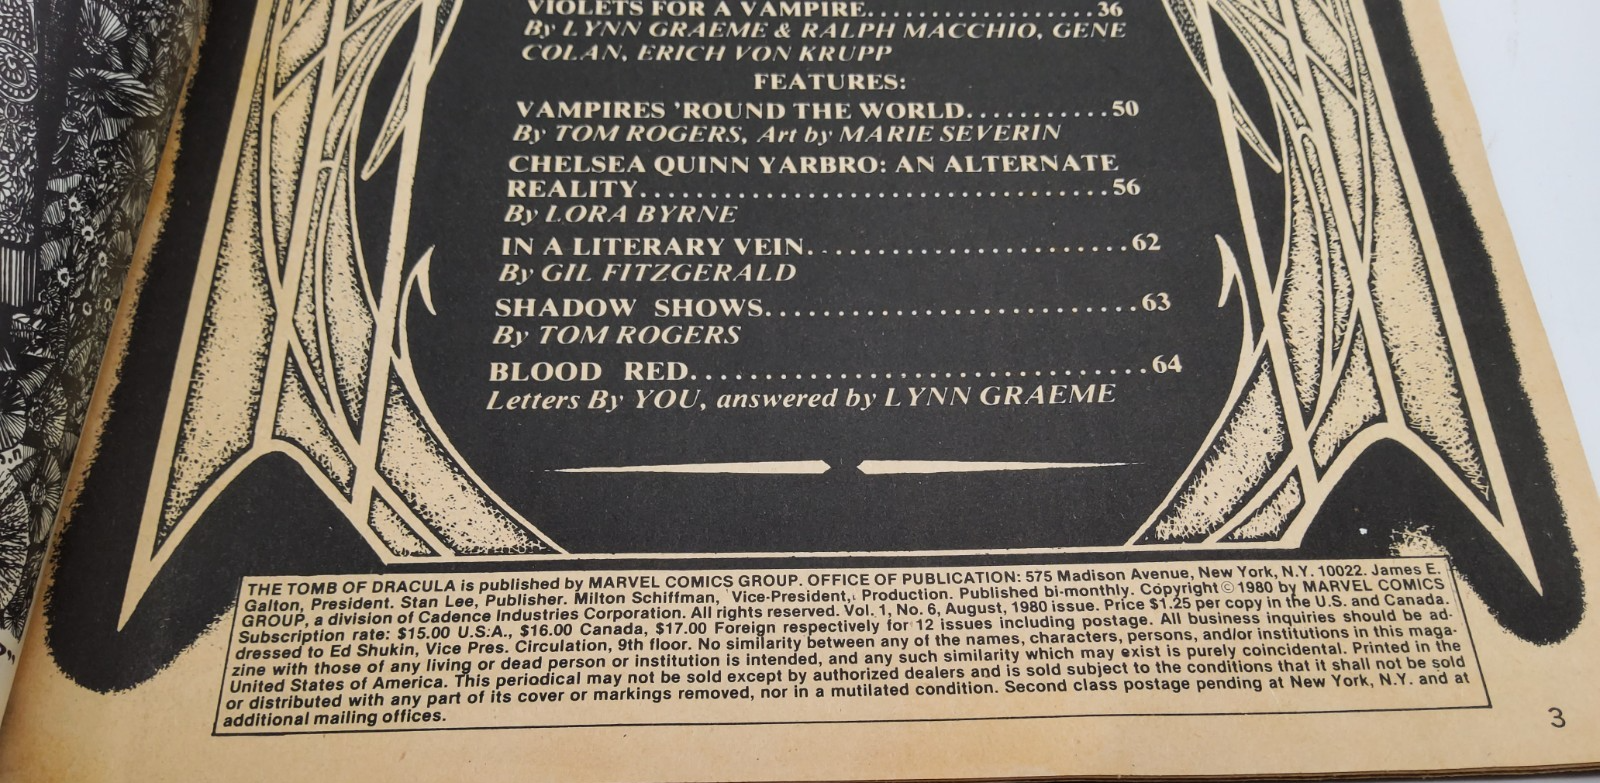 VIOLETS FOR A VAMPIRE...................36
By LYNN GRAEME & RALPH MACCHIO, GENE
COLAN, ERICH VON KRUPP
FEATURES:
VAMPIRES 'ROUND THE WORLD............50
By TOM ROGERS, Art by MARIE SEVERIN
CHELSEA QUINN YARBRO: AN ALTERNATE
REALITY.................................56
By LORA BYRNE
IN A LITERARY VEIN.......................62
By GIL FITZGERALD
SHADOW SHOWS..........................63
By TOM ROGERS
BLOOD RED...............................64
Letters By YOU, answered by LYNN GRAEME
THE TOMB OF DRACULA is published by MARVEL COMICS GROUP. OFFICE OF PUBLICATION: 575 Madison Avenue, New York, N.Y. 10022. James E.
Galton, President. Stan Lee, Publisher. Milton Schiffman, Vice-President, Production. Published bi-monthly. Copyright © 1980 by MARVEL COMICS
GROUP, a division of Cadence Industries Corporation. All rights reserved. Vol. 1, No. 6, August, 1980 issue. Price $1.25 per copy in the U.S. and Canada.
Subscription rate: $15.00 U.S.A., $16.00 Canada, $17.00 Foreign respectively for 12 issues including postage. All business inquiries should be ad-
dressed to Ed Shukin, Vice Pres. Circulation, 9th floor. No similarity between any of the names, characters, persons, and/or institutions in this maga-
zine with those of any living or dead person or institution is intended, and any such similarity which may exist is purely coincidental. Printed in the
United States of America. This periodical may not be sold except by authorized dealers and is sold subject to the conditions that it shall not be sold
or distributed with any part of its cover or markings removed, nor in a mutilated condition. Second class postage pending at New York, N.Y. and at
additional mailing offices.
3